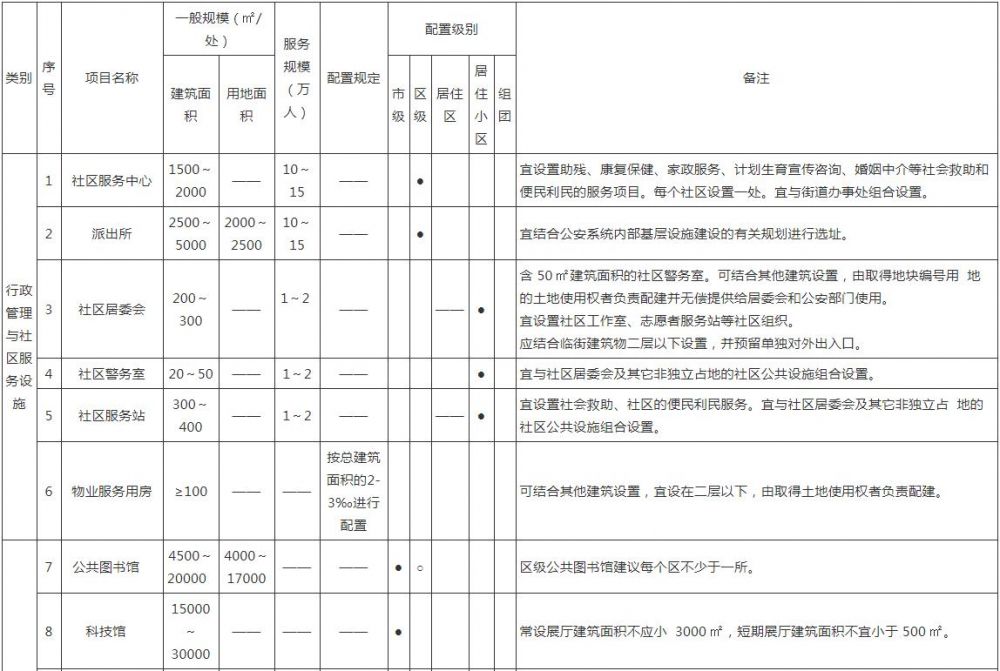 类别
序号
项目名称
一般规模（㎡/处）
建筑面积
用地面积
服务规模（万人）
配置规定
配置级别
市级
区级
居住区
居住小区
组团
备注
行政管理与社区服务设施
1
社区服务中心
1500～2000
——
10～15
——
●
宜设置助残、康复保健、家政服务、计划生育宣传咨询、婚姻中介等社会救助和
便民利民的服务项目。每个社区设置一处。宜与街道办事处组合设置。
2
派出所
2500～5000
2000～2500
10～15
——
●
宜结合公安系统内部基层设施建设的有关规划进行选址。
3
社区居委会
200～300
——
1～2
——
●
含 50 ㎡建筑面积的社区警务室。可结合其他建筑设置，由取得地块编号用 地
的土地使用权者负责配建并无偿提供给居委会和公安部门使用。
宜设置社区工作室、志愿者服务站等社区组织。
应结合临街建筑物二层以下设置，并预留单独对外出入口。
4
社区警务室
20～50
——
1～2
——
●
宜与社区居委会及其它非独立占地的社区公共设施组合设置。
5
社区服务站
300～400
——
1～2
——
——
●
宜设置社会救助、社区的便民利民服务。宜与社区居委会及其它非独立占 地的
社区公共设施组合设置。
6
物业服务用房
≥100
——
——
按总建筑面积的2-3‰进行配置
可结合其他建筑设置，宜设在二层以下，由取得土地使用权者负责配建。
7
公共图书馆
4500～20000
4000～17000
——
——
●
○
区级公共图书馆建议每个区不少于一所。
8
科技馆
15000～30000
——
——
——
●
常设展厅建筑面积不应小 3000 ㎡，短期展厅建筑面积不宜小于 500 ㎡。